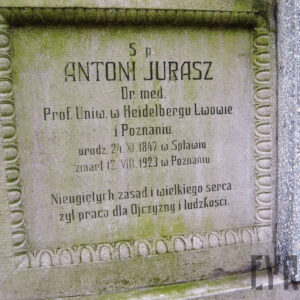 Ś p.
ANTONI JURASZ
Dr. med.
Prof. Uniw. w Heidelbergu Lwowie
i Poznaniu
urodz. 24 XI. 1847 w Spławiu
zmarł 12. VIII. 1923 w Poznaniu
Nieugiętych zasad i wielkiego serca
żył pracą dla Ojczyzny i ludzkości.